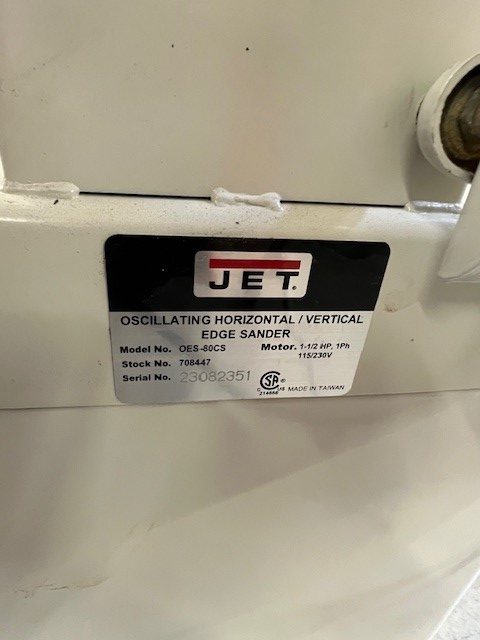 JET®
OSCILLATING HORIZONTAL / VERTICAL
EDGE SANDER
Model No. OES-80CS Motor. 1-1/2 HP, 1Ph
115/230V
Stock No. 708447
Serial No. 23082351
MADE IN TAIWAN